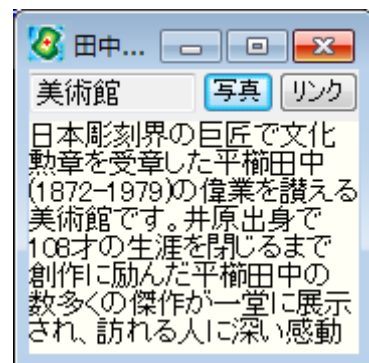 田中...
美術館 写真 リンク
日本彫刻界の巨匠で文化
勲章を受章した平櫛田中
(1872-1979)の偉業を讃える
美術館です。井原出身で
108才の生涯を閉じるまで
創作に励んだ平櫛田中の
数多くの傑作が一堂に展示
され、訪れる人に深い感動